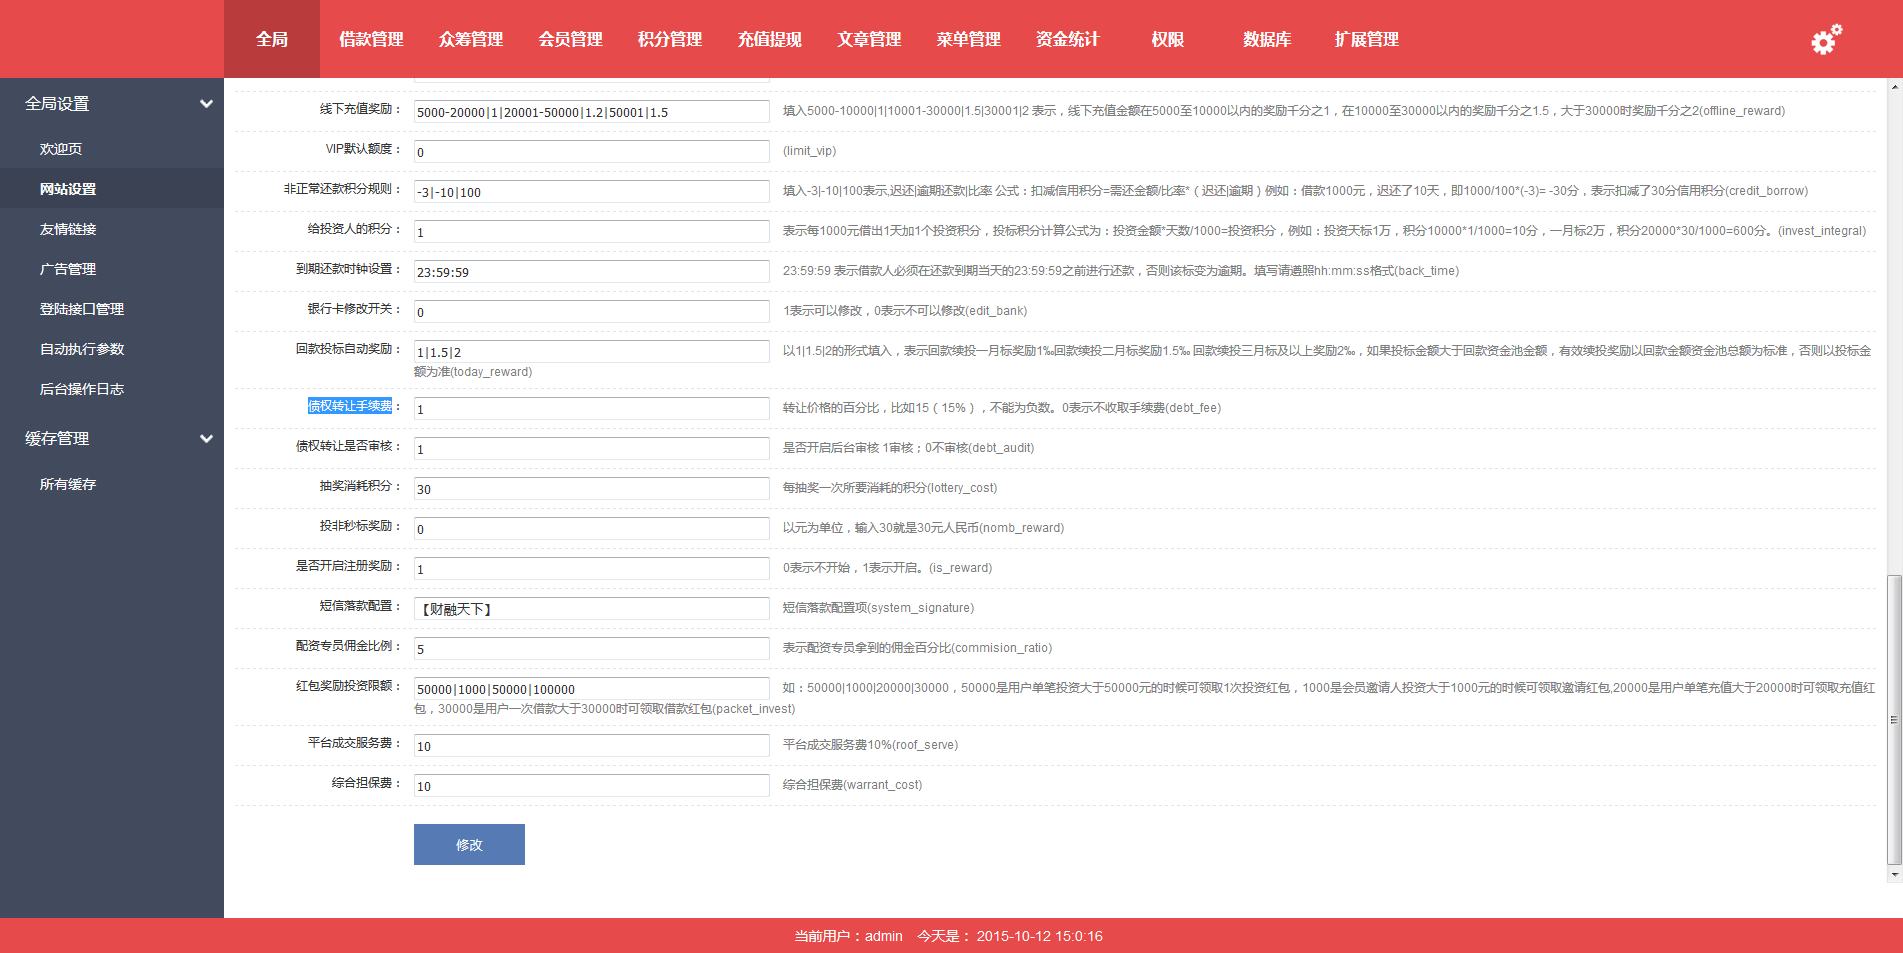 全局 借款管理 众筹管理 会员管理 积分管理 充值提现 文章管理 菜单管理 资金统计 权限 数据库 扩展管理
全局设置
欢迎页
网站设置
友情链接
广告管理
登陆接口管理
自动执行参数
后台操作日志
缓存管理
所有缓存
线下充值奖励： 5000-20000|1|20001-50000|1.2|50001|1.5 填入5000-10000|1|10001-30000|1.5|30001|2 表示，线下充值金额在5000至10000以内的奖励千分之1，在10000至30000以内的奖励千分之1.5，大于30000时奖励千分之2(offline_reward)
VIP默认额度： 0 (limit_vip)
非正常还款积分规则： -3|-10|100 填入-3|-10|100表示,迟还|逾期还款|比率 公式：扣减信用积分=需还金额/比率*（迟还|逾期）例如：借款1000元，迟还了10天，即1000/100*(-3)= -30分，表示扣减了30分信用积分(credit_borrow)
给投资人的积分： 1 表示每1000元借出1天加1个投资积分，投标积分计算公式为：投资金额*天数/1000=投资积分，例如：投资天标1万，积分10000*1/1000=10分，一月标2万，积分20000*30/1000=600分。(invest_integral)
到期还款时钟设置： 23:59:59 23:59:59 表示借款人必须在还款到期当天的23:59:59之前进行还款，否则该标变为逾期。填写请遵照hh:mm:ss格式(back_time)
银行卡修改开关： 0 1表示可以修改，0表示不可以修改(edit_bank)
回款投标自动奖励： 1|1.5|2 以1|1.5|2的形式填入，表示回款续投一月标奖励1‰回款续投二月标奖励1.5‰ 回款续投三月标及以上奖励2‰，如果投标金额大于回款资金池金额，有效续投奖励以回款金额资金池总额为标准，否则以投标金
额为准(today_reward)
债权转让手续费： 1 转让价格的百分比，比如15（15%），不能为负数。0表示不收取手续费(debt_fee)
债权转让是否审核： 1 是否开启后台审核 1审核；0不审核(debt_audit)
抽奖消耗积分： 30 每抽奖一次所要消耗的积分(lottery_cost)
投非秒标奖励： 0 以元为单位，输入30就是30元人民币(nomb_reward)
是否开启注册奖励： 1 0表示不开始，1表示开启。(is_reward)
短信落款配置： 【财融天下】 短信落款配置项(system_signature)
配资专员佣金比例： 5 表示配资专员拿到的佣金百分比(commision_ratio)
红包奖励投资限额： 50000|1000|50000|100000 如：50000|1000|20000|30000，50000是用户单笔投资大于50000元的时候可领取1次投资红包，1000是会员邀请人投资大于1000元的时候可领取邀请红包,20000是用户单笔充值大于20000时可领取充值红
包，30000是用户一次借款大于30000时可领取借款红包(packet_invest)
平台成交服务费： 10 平台成交服务费10%(roof_serve)
综合担保费： 10 综合担保费(warrant_cost)
修改
当前用户：admin 今天是： 2015-10-12 15:0:16